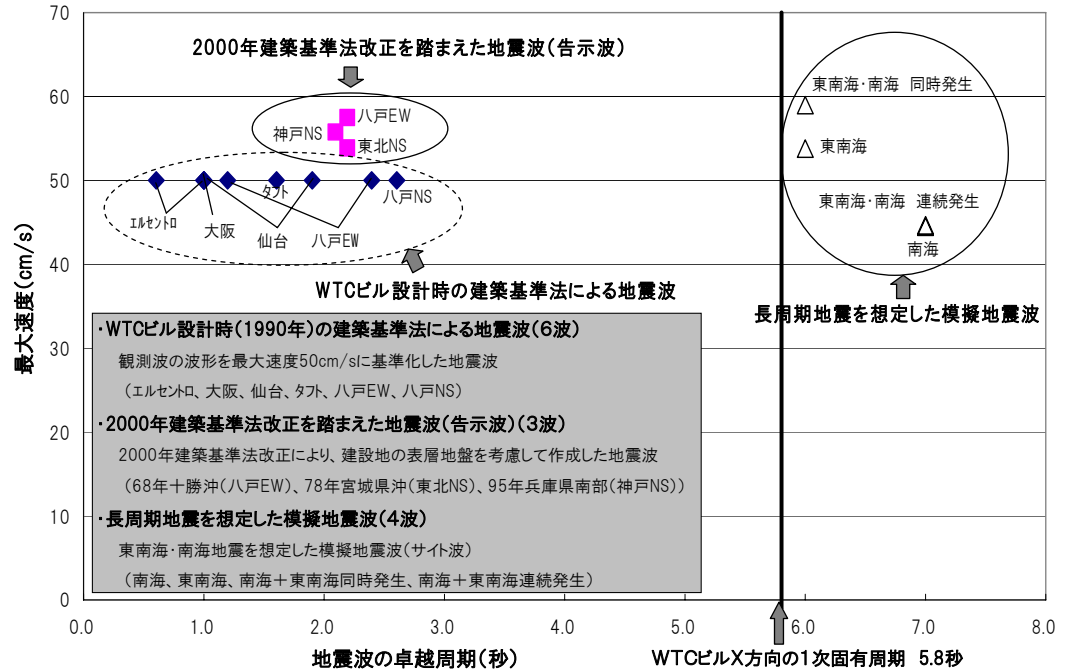 70
60
50
40
30
20
10
0
最大速度(cm/s)
2000年建築基準法改正を踏まえた地震波(告示波)
八戸EW
神戸NS
東北NS
タフト
八戸NS
エルセントロ
大阪
仙台
八戸EW
WTCビル設計時の建築基準法による地震波
東南海・南海 同時発生
東南海
東南海・南海 連続発生
南海
長周期地震を想定した模擬地震波
・WTCビル設計時(1990年)の建築基準法による地震波(6波)
観測波の波形を最大速度50cm/sに基準化した地震波
(エルセントロ、大阪、仙台、タフト、八戸EW、八戸NS)
・2000年建築基準法改正を踏まえた地震波(告示波)(3波)
2000年建築基準法改正により、建設地の表層地盤を考慮して作成した地震波
(68年十勝沖(八戸EW)、78年宮城県沖(東北NS)、95年兵庫県南部(神戸NS))
・長周期地震を想定した模擬地震波(4波)
東南海・南海地震を想定した模擬地震波(サイト波)
(南海、東南海、南海+東南海同時発生、南海+東南海連続発生)
0.0 1.0 2.0 3.0 4.0 5.0 6.0 7.0 8.0
地震波の卓越周期(秒)
WTCビルX方向の1次固有周期 5.8秒